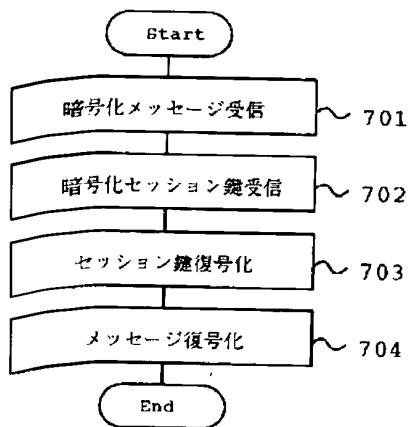 Start
暗号化メッセージ受信
701
暗号化セッション鍵受信
702
セッション鍵復号化
703
メッセージ復号化
704
End